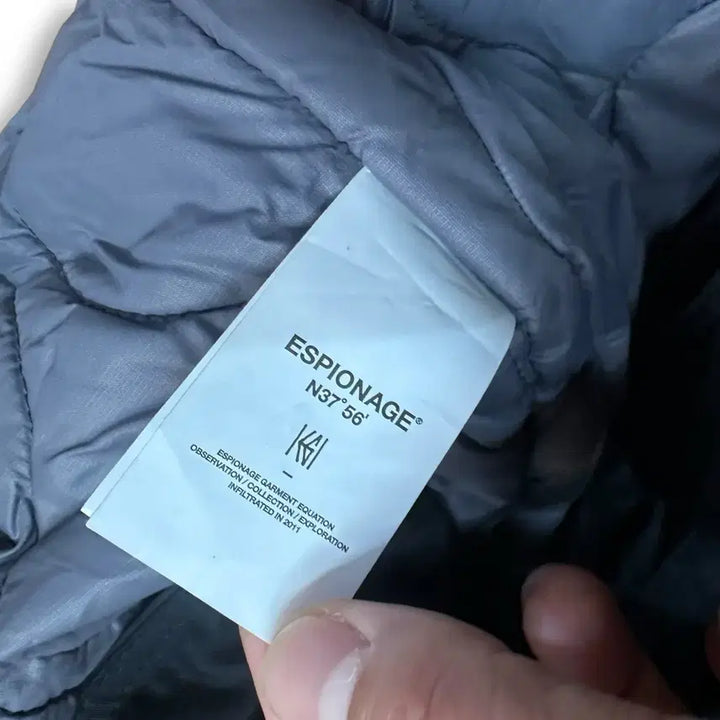 ESPIONAGE®
N37°56'
ESPIONAGE GARMENT EQUATION
OBSERVATION / COLLECTION / EXPLORATION
INFILTRATED IN 2011